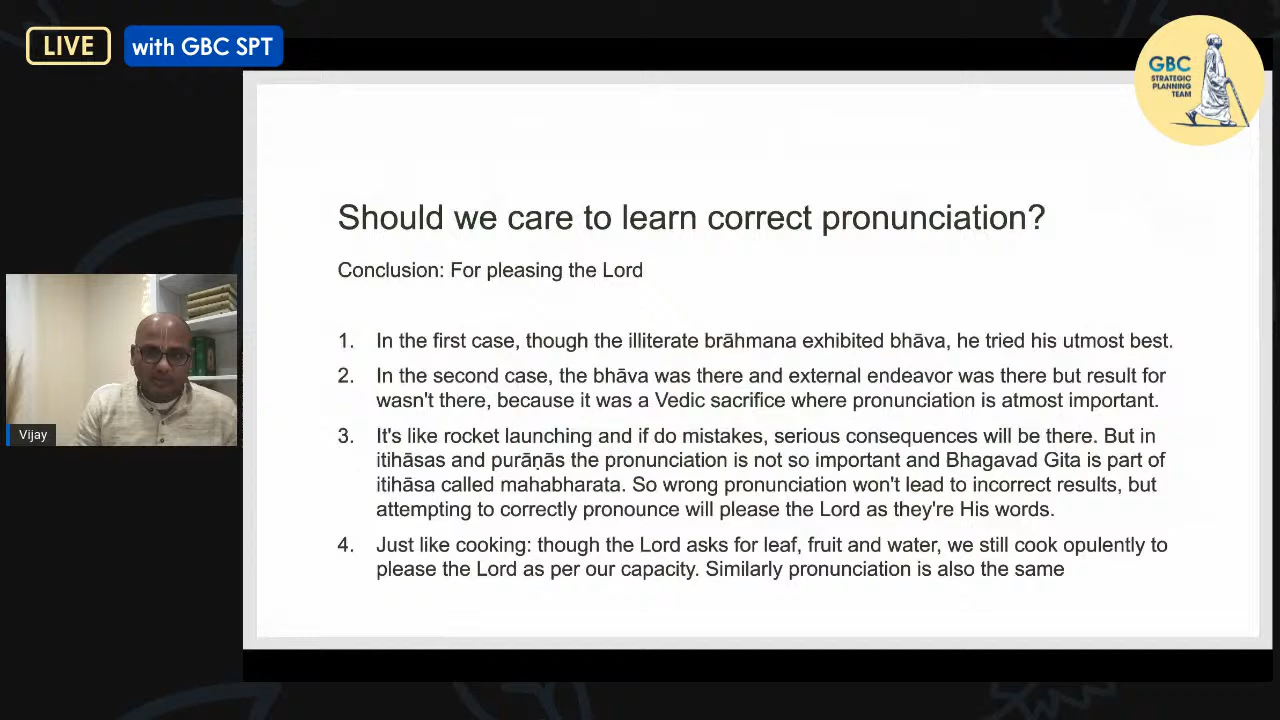 LIVE
with GBC SPT
GBC
STRATEGIC
PLANNING
TEAM
Should we care to learn correct pronunciation?
Conclusion: For pleasing the Lord
1. In the first case, though the illiterate brāhmana exhibited bhāva, he tried his utmost best.
2. In the second case, the bhāva was there and external endeavor was there but result for
wasn't there, because it was a Vedic sacrifice where pronunciation is atmost important.
3. It's like rocket launching and if do mistakes, serious consequences will be there. But in
itihāsas and purāṇās the pronunciation is not so important and Bhagavad Gita is part of
itihāsa called mahabharata. So wrong pronunciation won't lead to incorrect results, but
attempting to correctly pronounce will please the Lord as they're His words.
4. Just like cooking: though the Lord asks for leaf, fruit and water, we still cook opulently to
please the Lord as per our capacity. Similarly pronunciation is also the same
Vijay